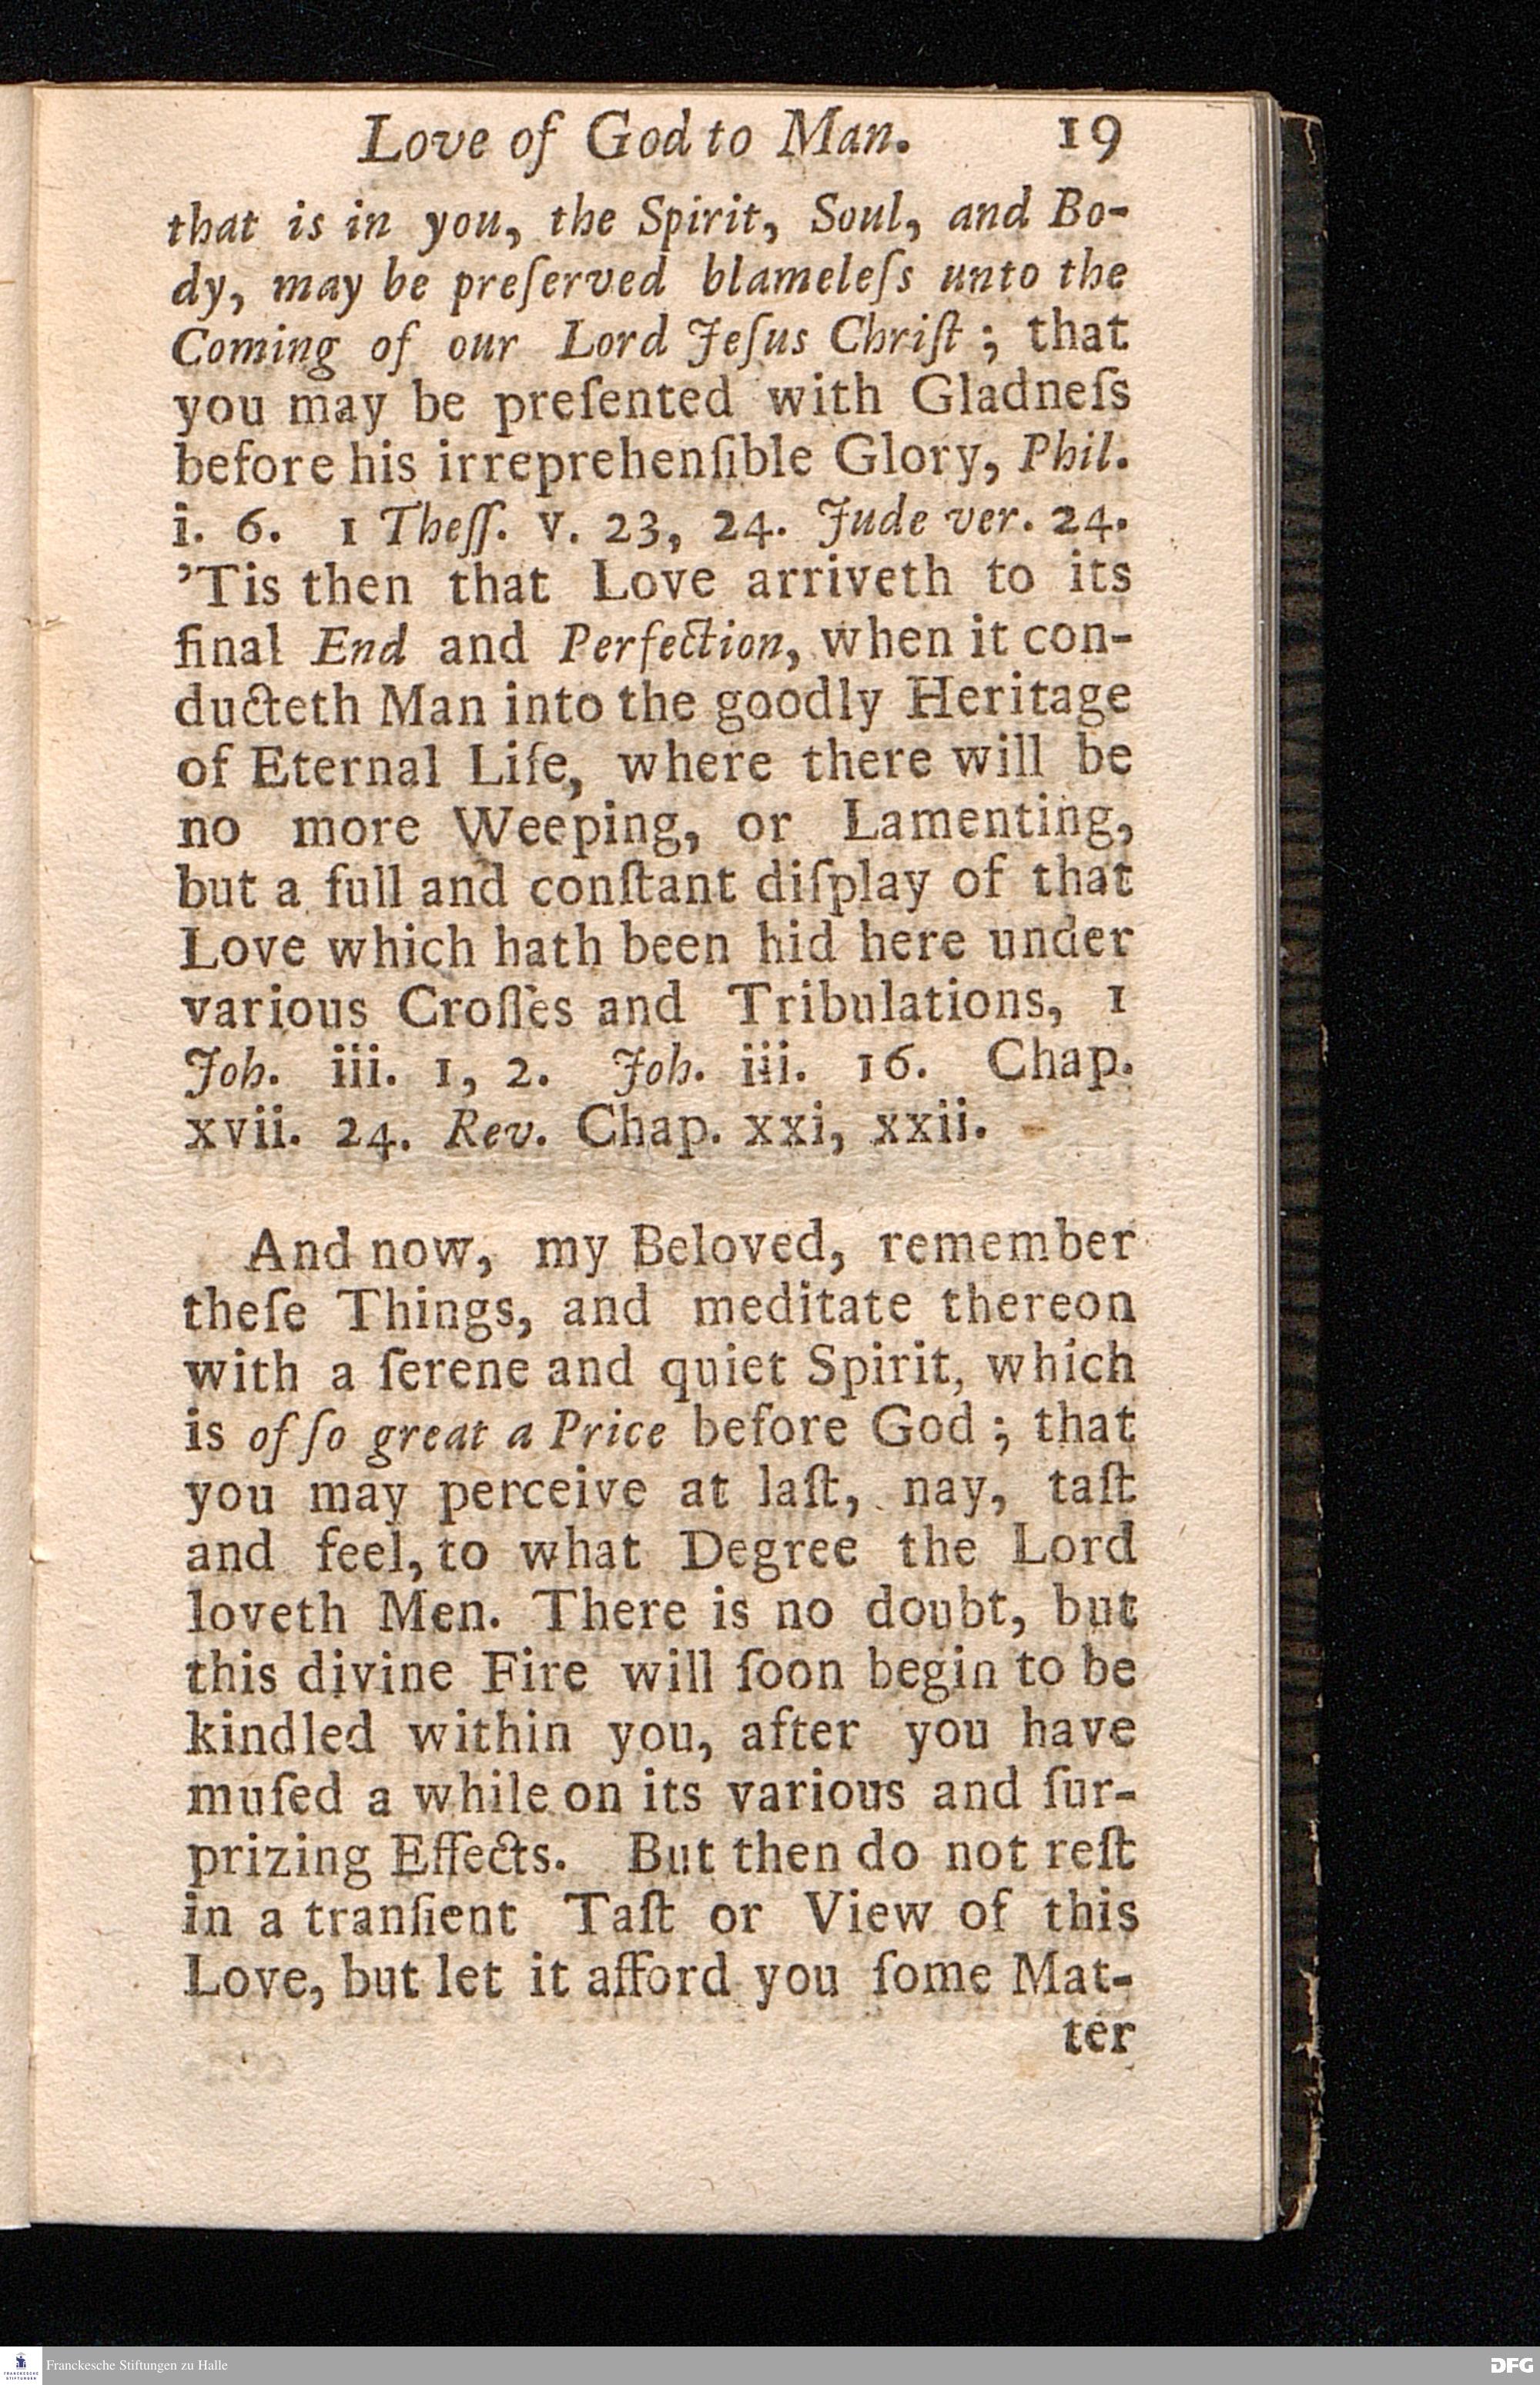 Love of God to Man. 19
that is in you, the Spirit, Soul, and Bo-
dy, may be preſerved blameleſs unto the
Coming of our Lord Jeſus Chriſt; that
you may be preſented with Gladneſs
before his irreprehenſible Glory, Phil.
i. 6. 1 Theſſ. v. 23, 24. Jude ver. 24.
'Tis then that Love arriveth to its
final End and Perfection, when it con-
ducteth Man into the goodly Heritage
of Eternal Life, where there will be
no more Weeping, or Lamenting,
but a full and conſtant diſplay of that
Love which hath been hid here under
various Croſſes and Tribulations, 1
Joh. iii. 1, 2. Joh. iii. 16. Chap.
xvii. 24. Rev. Chap. xxi, xxii.
And now, my Beloved, remember
theſe Things, and meditate thereon
with a ſerene and quiet Spirit, which
is of ſo great a Price before God; that
you may perceive at laſt, nay, taſt
and feel, to what Degree the Lord
loveth Men. There is no doubt, but
this divine Fire will ſoon begin to be
kindled within you, after you have
muſed a while on its various and ſur-
prizing Effects. But then do not reſt
in a tranſient Taſt or View of this
Love, but let it afford you ſome Mat-
ter
Franckesche Stiftungen zu Halle
DFG